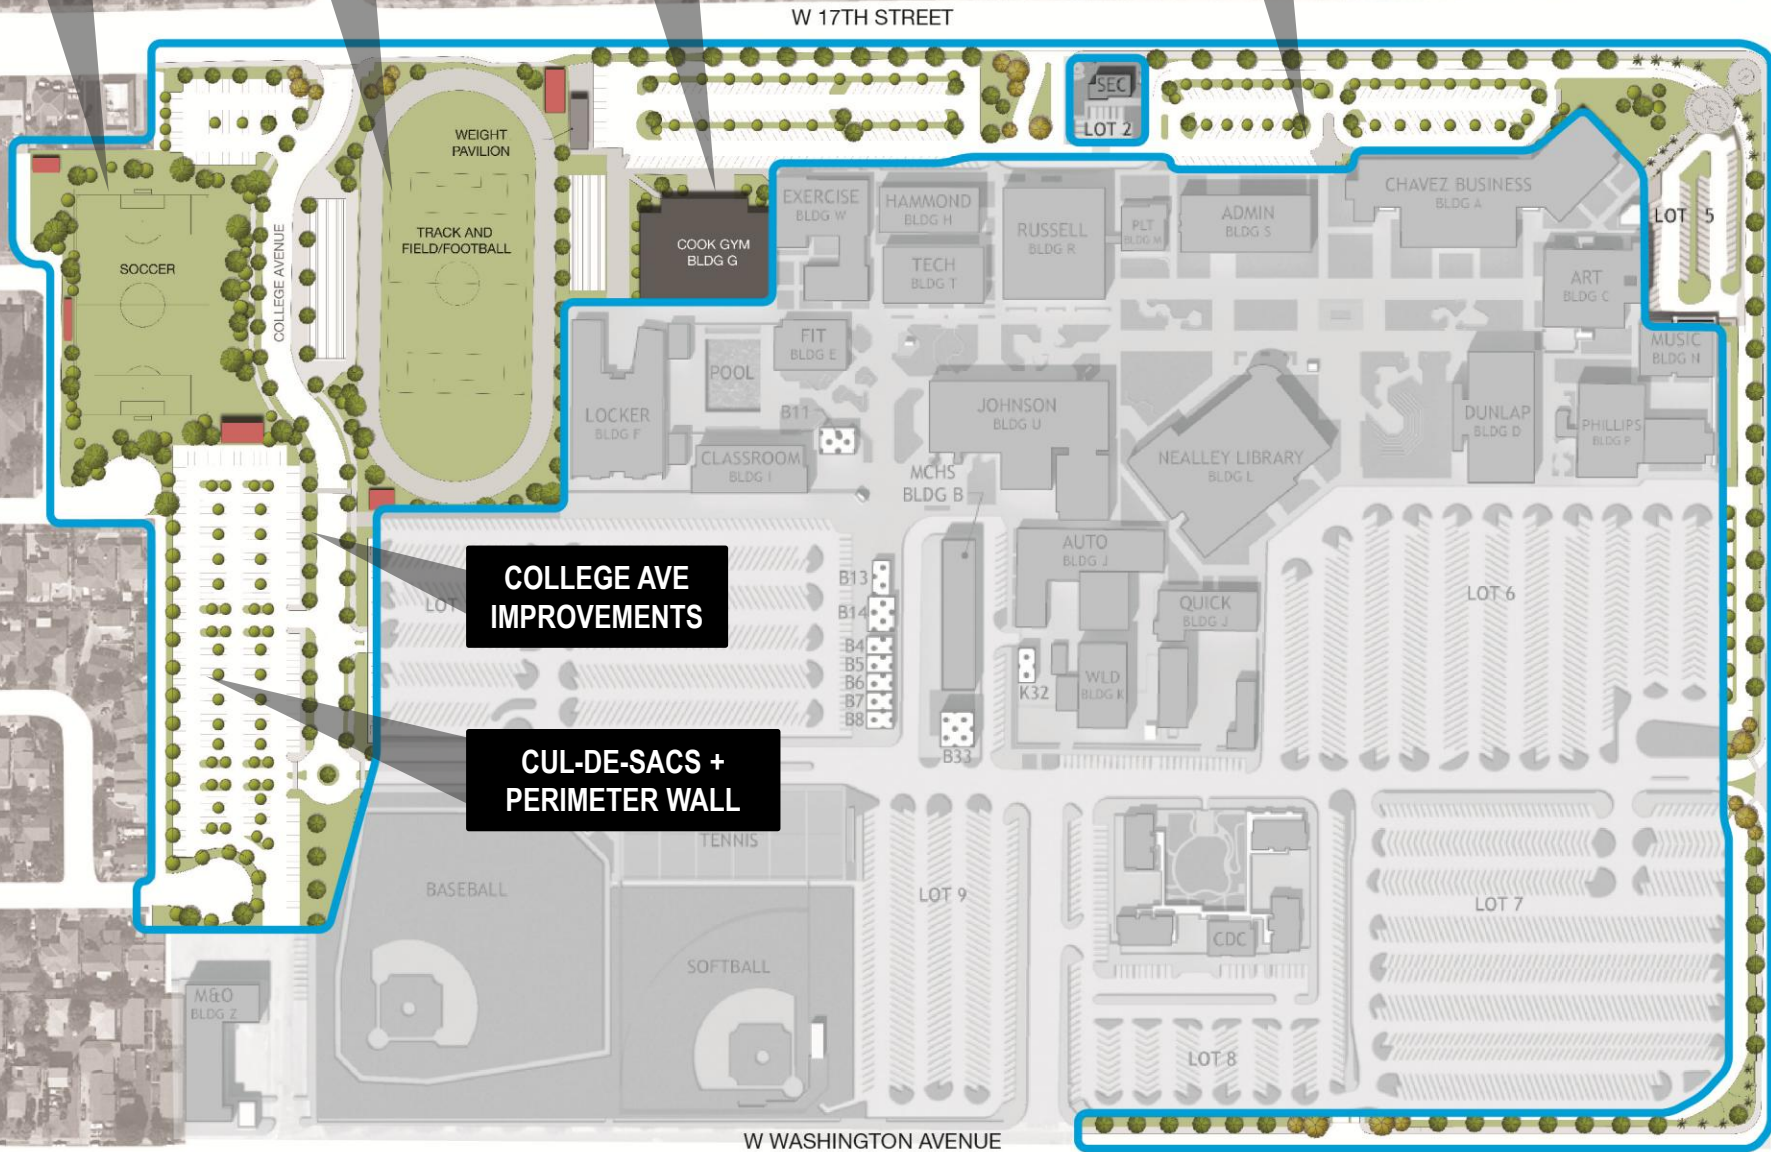 W 17TH STREET
SEC
LOT 2
WEIGHT
PAVILION
EXERCISE
BLDG W
HAMMOND
BLDG H
RUSSELL
BLDG R
PLT
BLDG M
ADMIN
BLDG S
CHAVEZ BUSINESS
BLDG A
LOT 5
TRACK AND
FIELD/FOOTBALL
COOK GYM
BLDG G
TECH
BLDG T
ART
BLDG C
SOCCER
COLLEGE AVENUE
FIT
BLDG E
MUSIC
BLDG N
POOL
LOCKER
BLDG F
B11
JOHNSON
BLDG U
DUNLAP
BLDG D
PHILLIPS
BLDG P
CLASSROOM
BLDG I
MCHS
BLDG B
NEALLEY LIBRARY
BLDG L
COLLEGE AVE
IMPROVEMENTS
LOT
AUTO
BLDG J
B13
B14
QUICK
BLDG J
LOT 6
B4
B5
B6
B7
B8
K32
WLD
BLDG K
B33
CUL-DE-SACS +
PERIMETER WALL
TENNIS
BASEBALL
LOT 9
LOT 7
CDC
SOFTBALL
M&O
BLDG Z
LOT 8
W WASHINGTON AVENUE